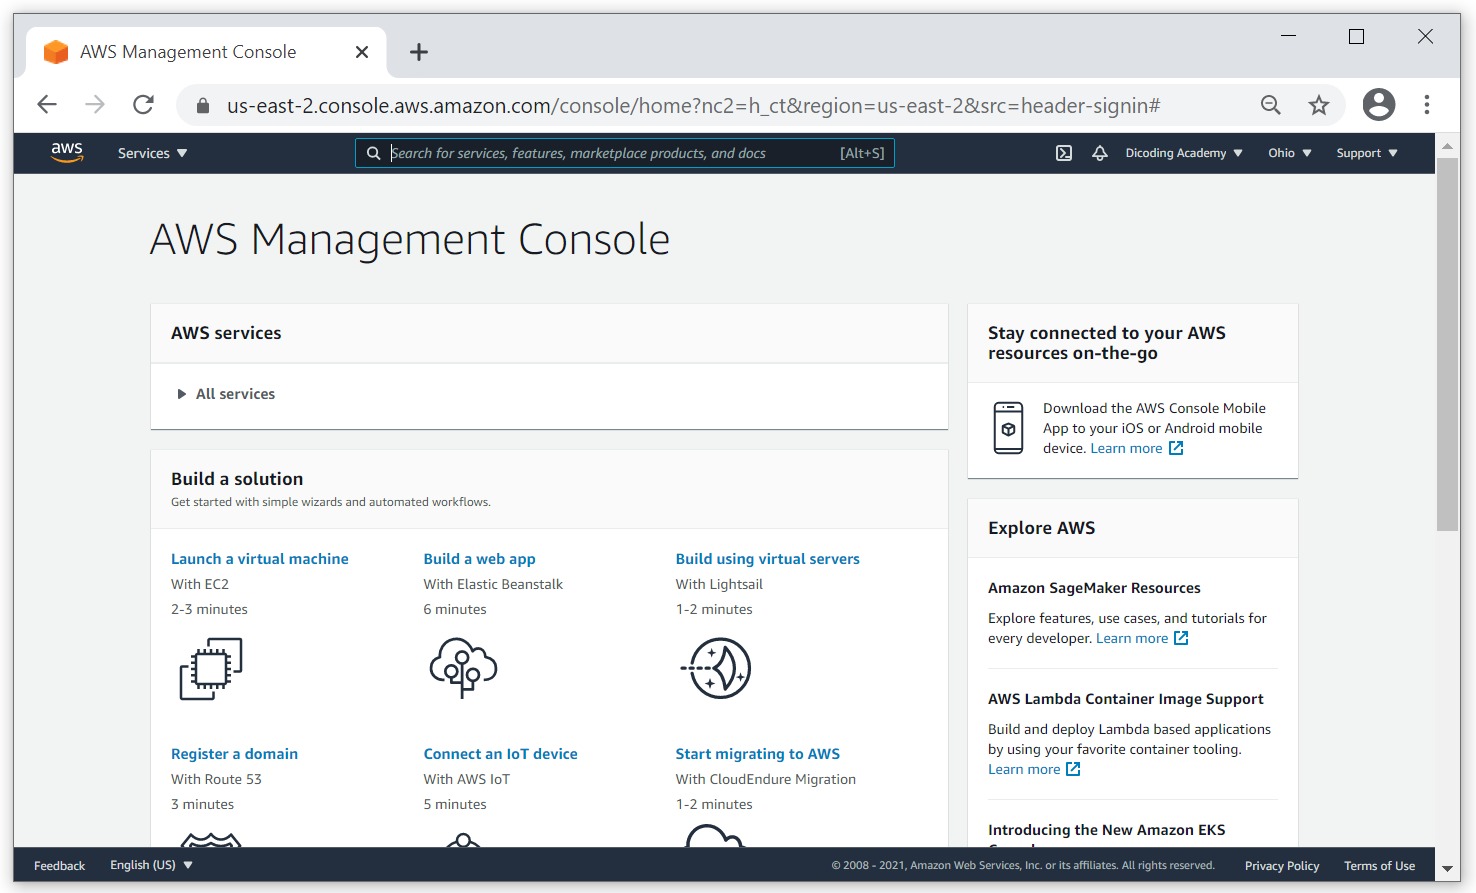 AWS Management Console
us-east-2.console.aws.amazon.com/console/home?nc2=h_ct&region=us-east-2&src=header-signin#
aws Services Search for services, features, marketplace products, and docs [Alt+S] Dicoding Academy Ohio Support
AWS Management Console
AWS services
All services
Build a solution
Get started with simple wizards and automated workflows.
Launch a virtual machine
With EC2
2-3 minutes
Build a web app
With Elastic Beanstalk
6 minutes
Build using virtual servers
With Lightsail
1-2 minutes
Register a domain
With Route 53
3 minutes
Connect an IoT device
With AWS IoT
5 minutes
Start migrating to AWS
With CloudEndure Migration
1-2 minutes
Stay connected to your AWS
resources on-the-go
Download the AWS Console Mobile
App to your iOS or Android mobile
device. Learn more
Explore AWS
Amazon SageMaker Resources
Explore features, use cases, and tutorials for
every developer. Learn more
AWS Lambda Container Image Support
Build and deploy Lambda based applications
by using your favorite container tooling.
Learn more
Introducing the New Amazon EKS
Feedback English (US) © 2008 - 2021, Amazon Web Services, Inc. or its affiliates. All rights reserved. Privacy Policy Terms of Use